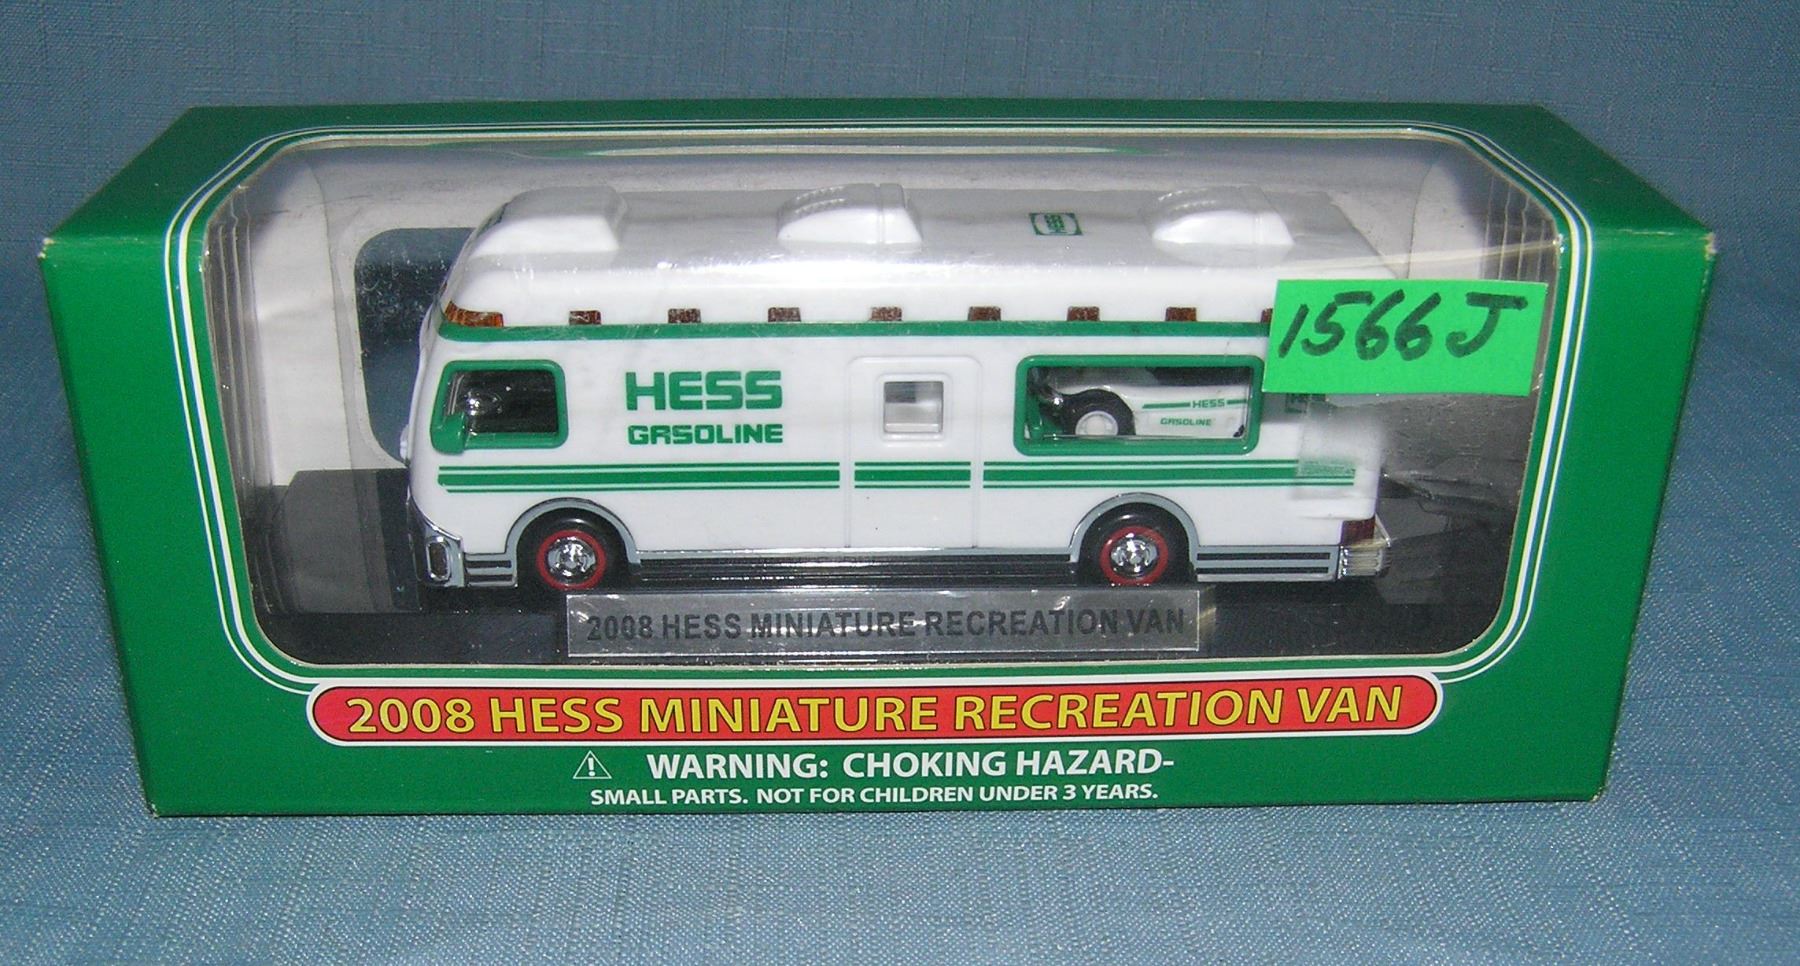 HESS
1566J
HESS
GASOLINE
HESS
GASOLINE
2008 HESS MINIATURE RECREATION VAN
2008 HESS MINIATURE RECREATION VAN
WARNING: CHOKING HAZARD-
SMALL PARTS. NOT FOR CHILDREN UNDER 3 YEARS.